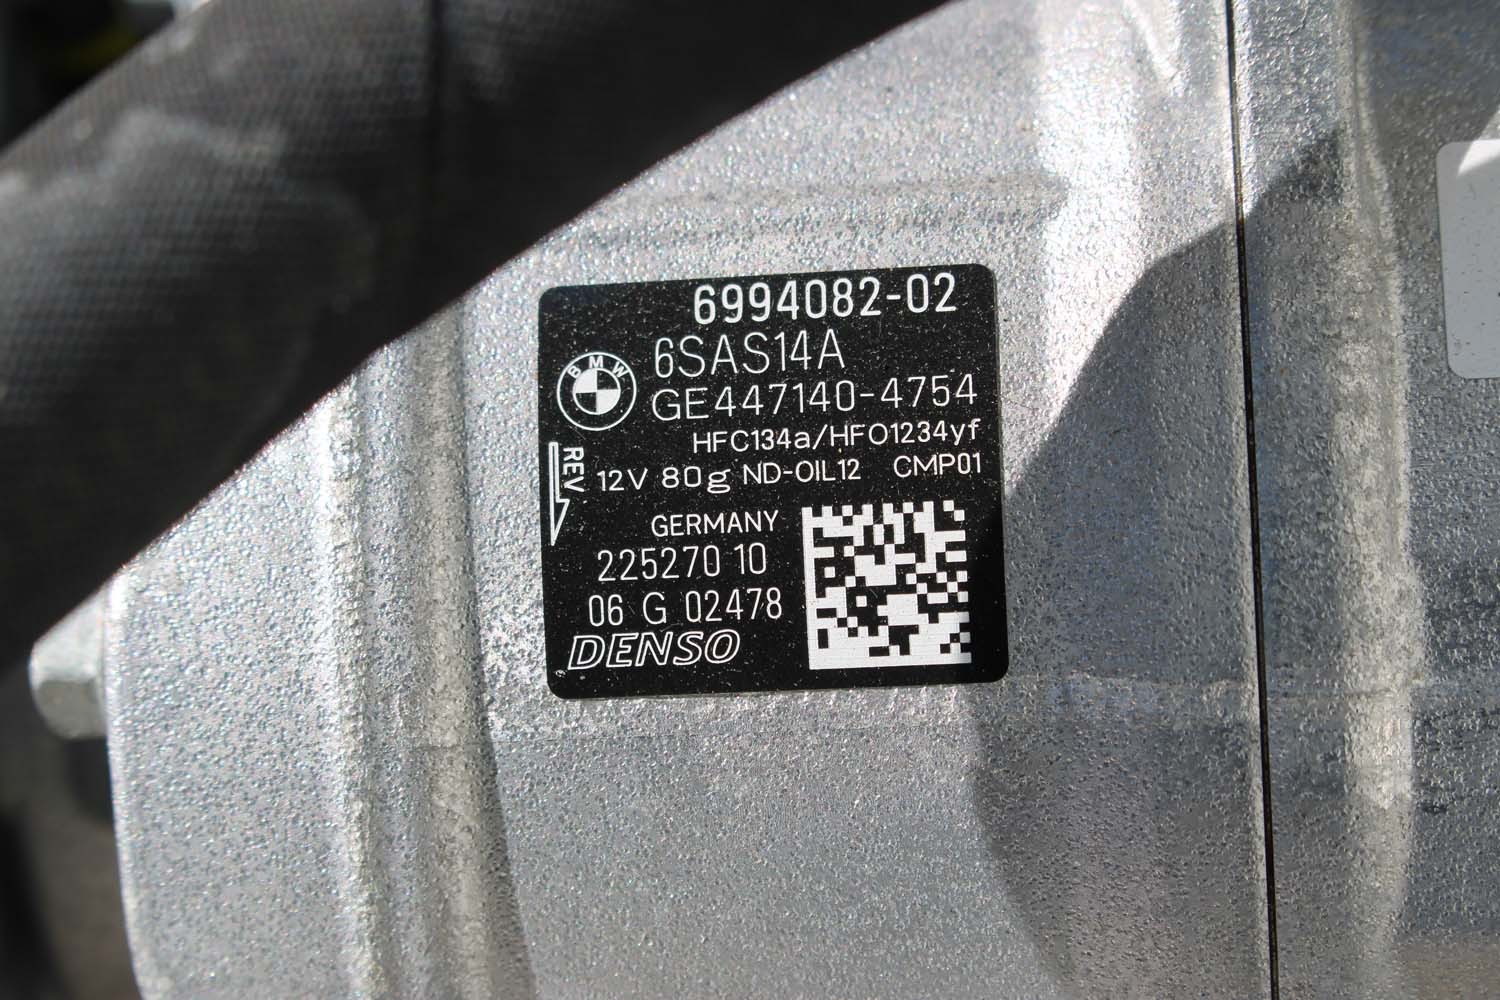 6994082-02
6SAS14A
BMW
GE447140-4754
HFC134a/HFO1234yf
REV
12V 80g ND-OIL12 CMP01
GERMANY
225270 10
06 G 02478
DENSO